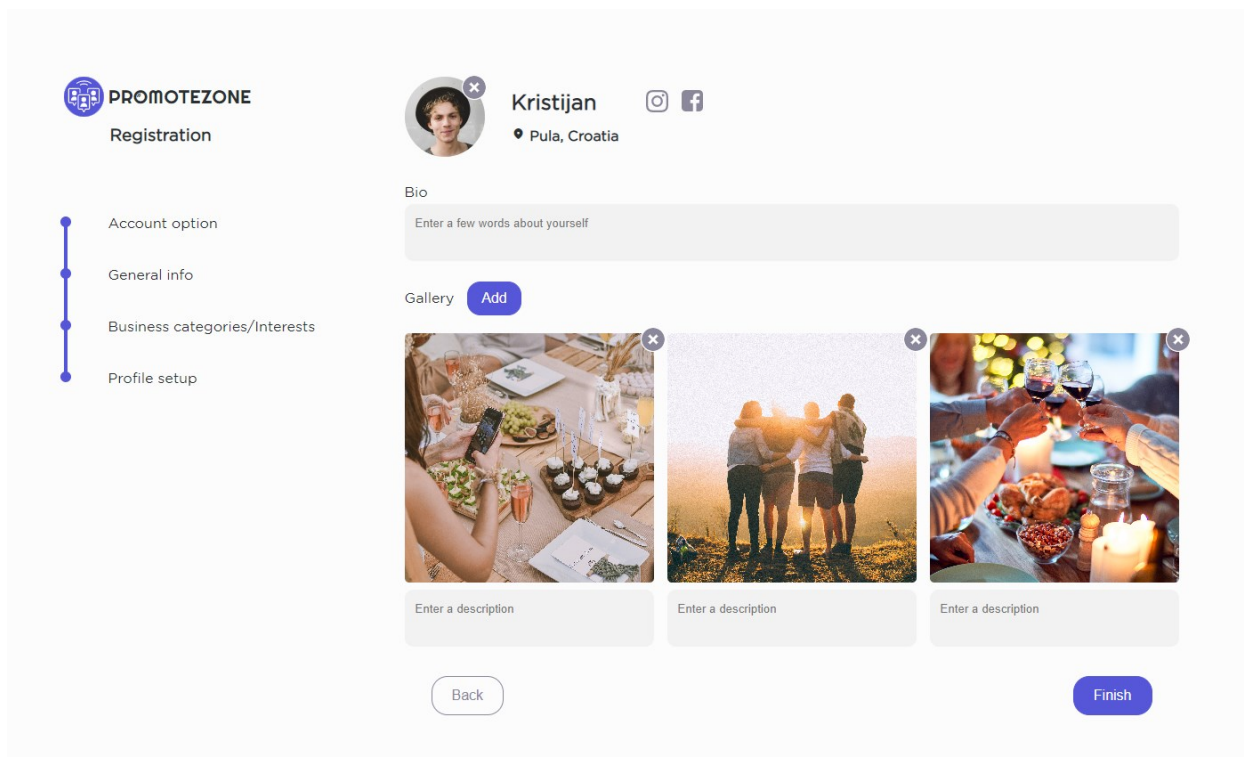 PROMOTEZONE
Registration
Account option
General info
Business categories/Interests
Profile setup
Kristijan
Pula, Croatia
Bio
Enter a few words about yourself
Gallery
Add
Enter a description
Enter a description
Enter a description
Back
Finish